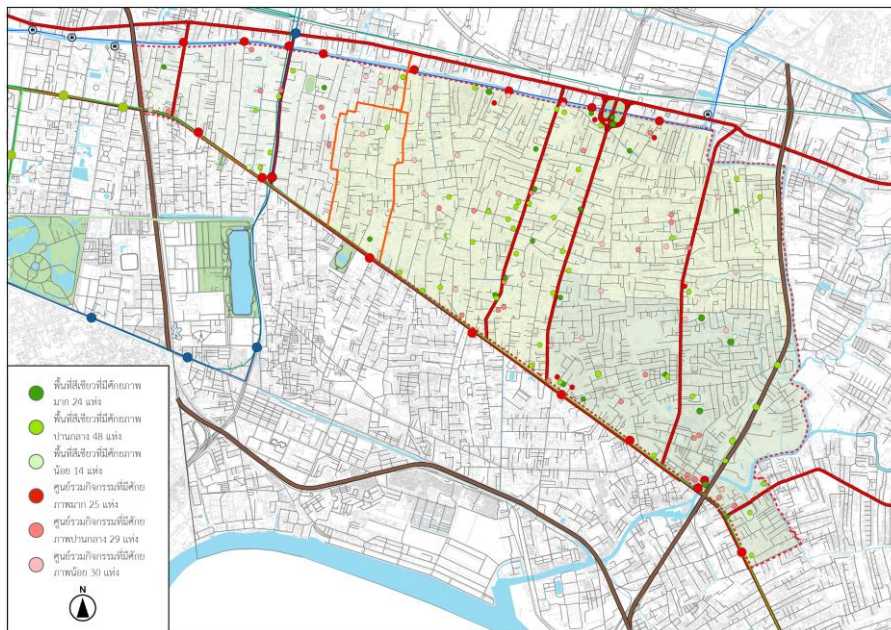 พื้นที่สีเขียวที่มีศักยภาพ
มาก 24 แห่ง
พื้นที่สีเขียวที่มีศักยภาพ
ปานกลาง 48 แห่ง
พื้นที่สีเขียวที่มีศักยภาพ
น้อย 14 แห่ง
ศูนย์รวมกิจกรรมที่มีศักย
ภาพมาก 25 แห่ง
ศูนย์รวมกิจกรรมที่มีศักย
ภาพปานกลาง 29 แห่ง
ศูนย์รวมกิจกรรมที่มีศักย
ภาพน้อย 30 แห่ง
N